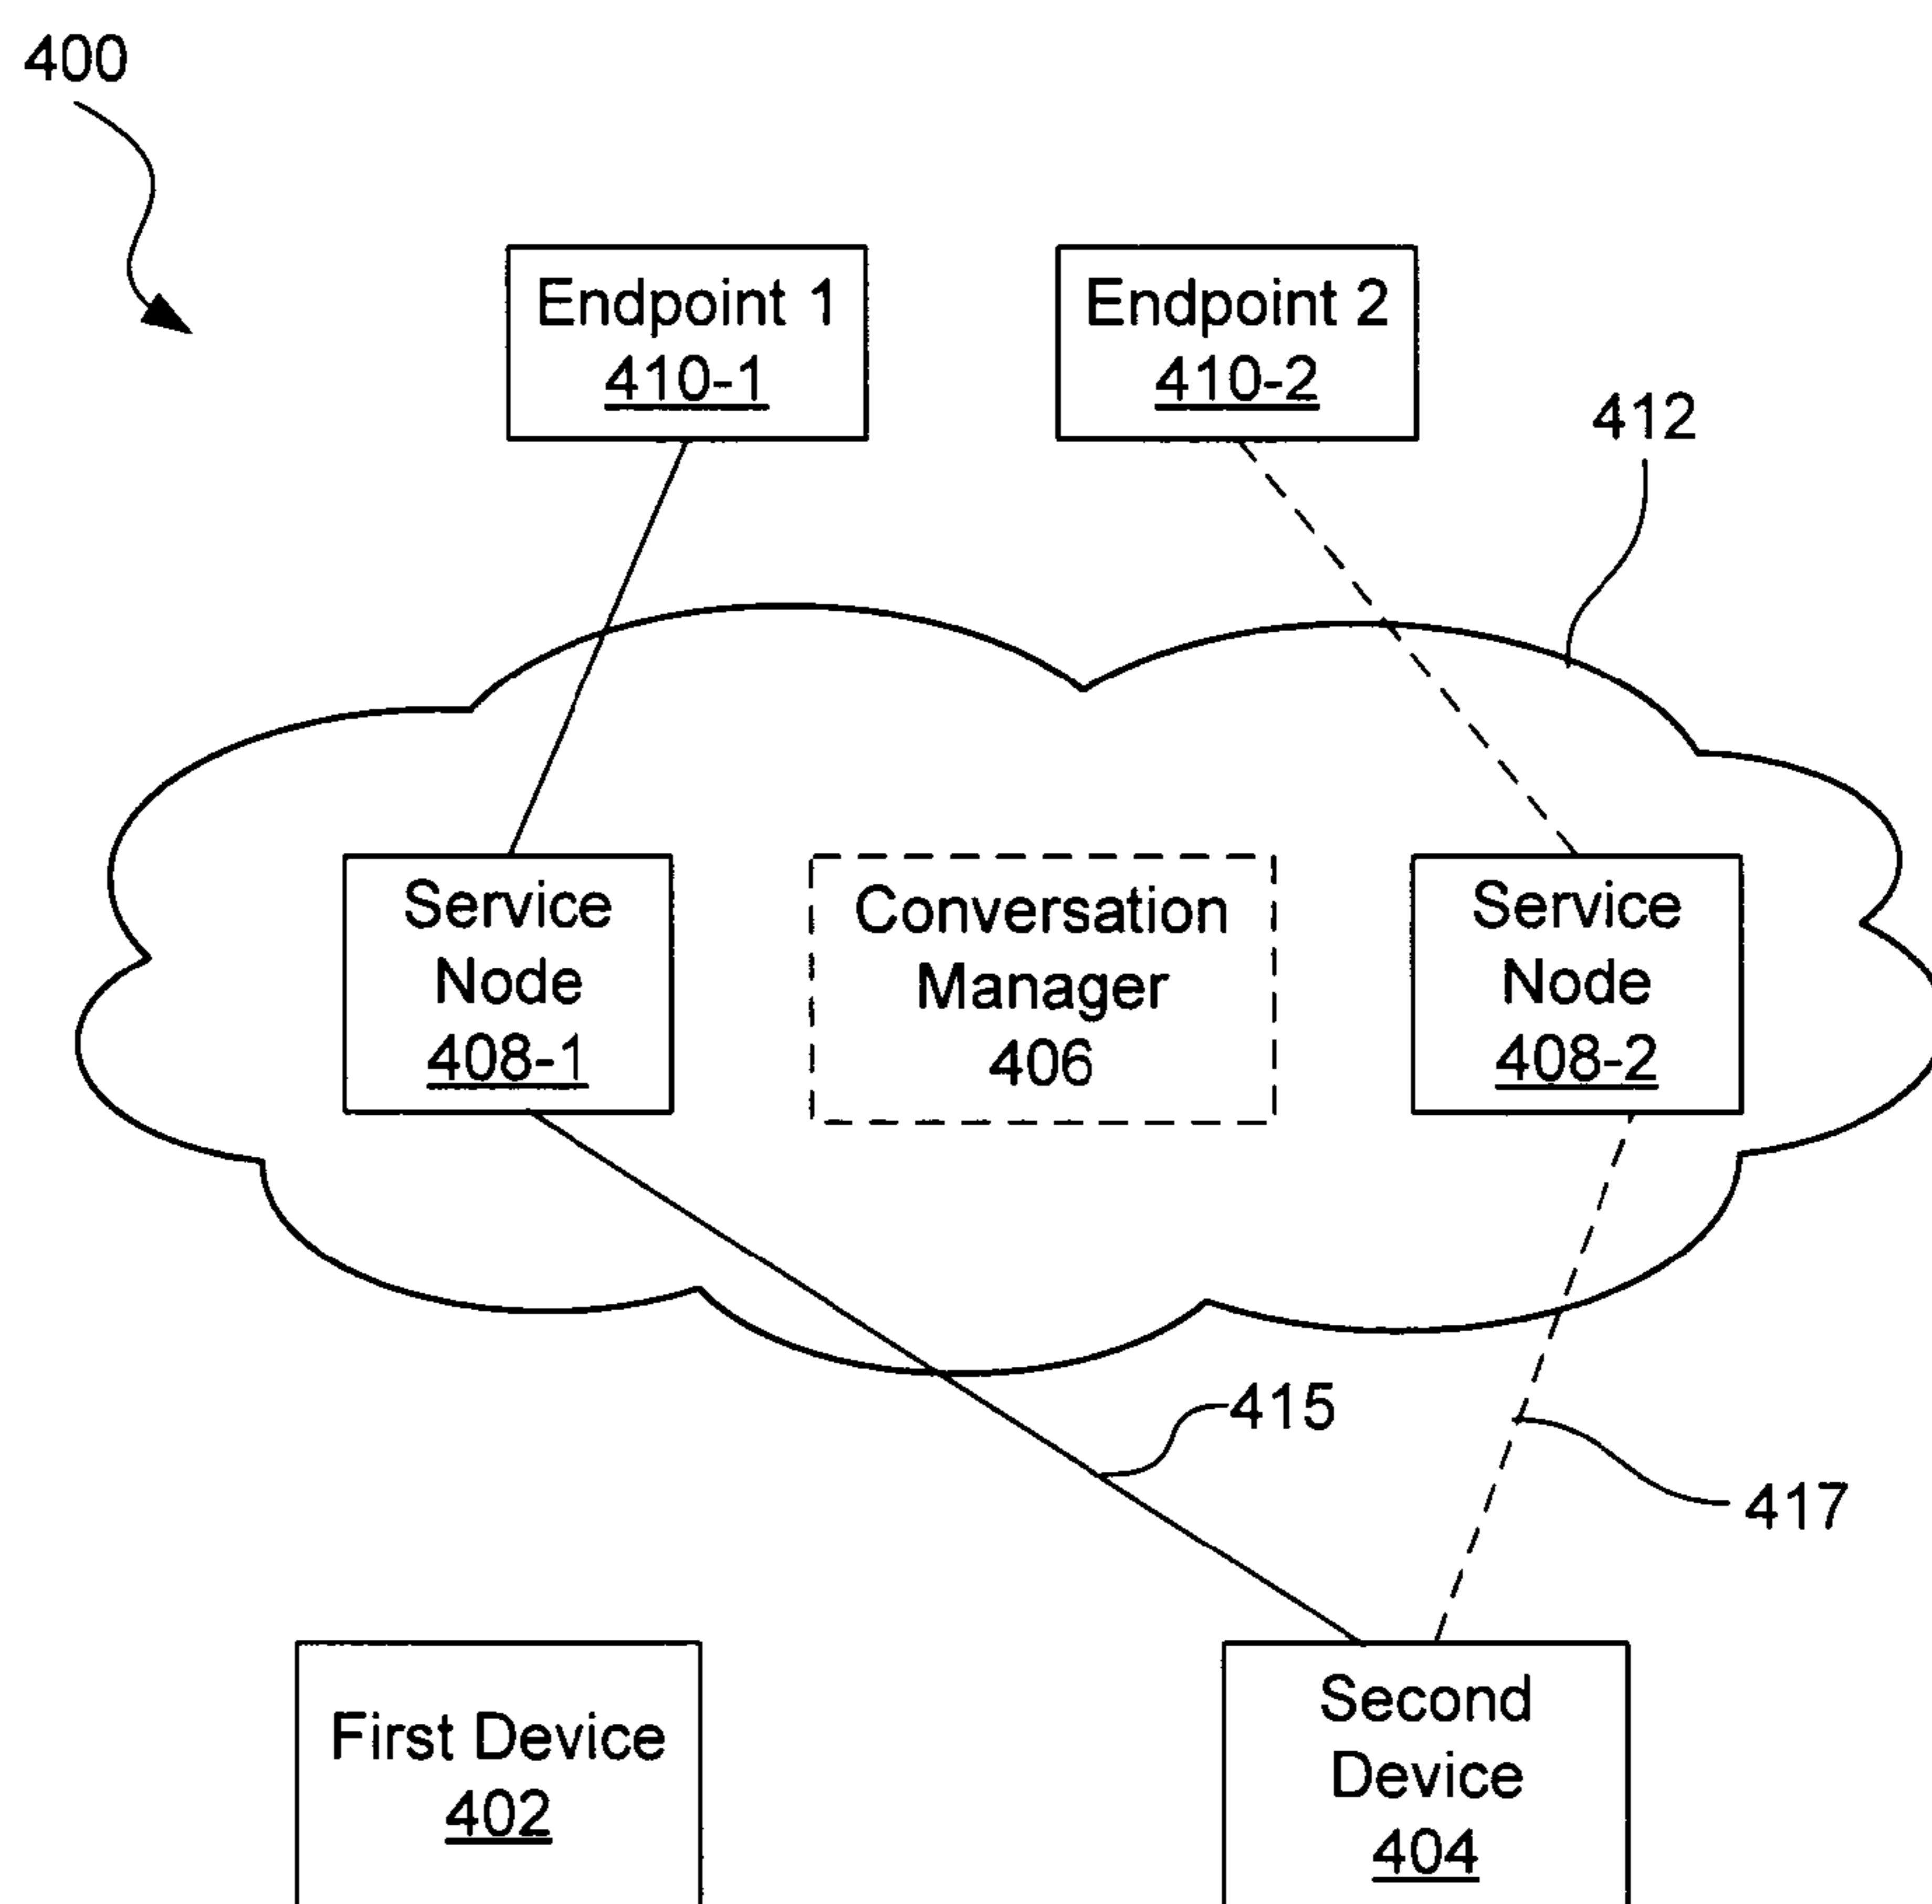 400
Endpoint 1
410-1
Endpoint 2
410-2
412
Service
Node
408-1
Conversation
Manager
406
Service
Node
408-2
415
417
First Device
402
Second
Device
404